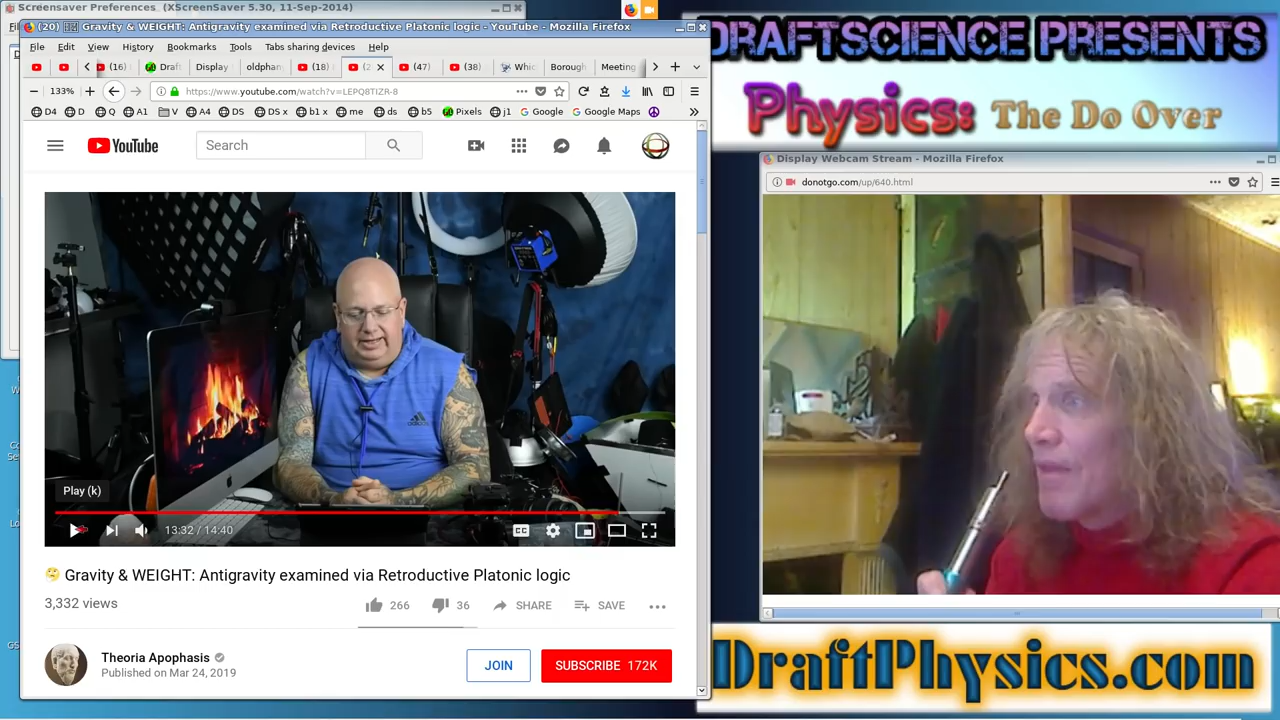 Screensaver Preferences (XScreenSaver 5.30, 11-Sep-2014)
(20) Gravity & WEIGHT: Antigravity examined via Retroductive Platonic logic - YouTube - Mozilla Firefox
File Edit View History Bookmarks Tools Tabs sharing devices Help
(16) Draft Display oldphan (18) (2 (47) (38) Whic Borough Meeting
133% https://www.youtube.com/watch?v=LEPQ8TIZR-8
D4 D Q A1 V A4 DS DS x b1 x me ds b5 Pixels j1 Google Google Maps
YouTube
Search
Play (k)
13:32 / 14:40
CC
adidas
Gravity & WEIGHT: Antigravity examined via Retroductive Platonic logic
3,332 views
266 36 SHARE SAVE
Theoria Apophasis
Published on Mar 24, 2019
JOIN
SUBSCRIBE 172K
DRAFTSCIENCE PRESENTS
Physics: The Do Over
Display Webcam Stream - Mozilla Firefox
donotgo.com/up/640.html
DraftPhysics.com